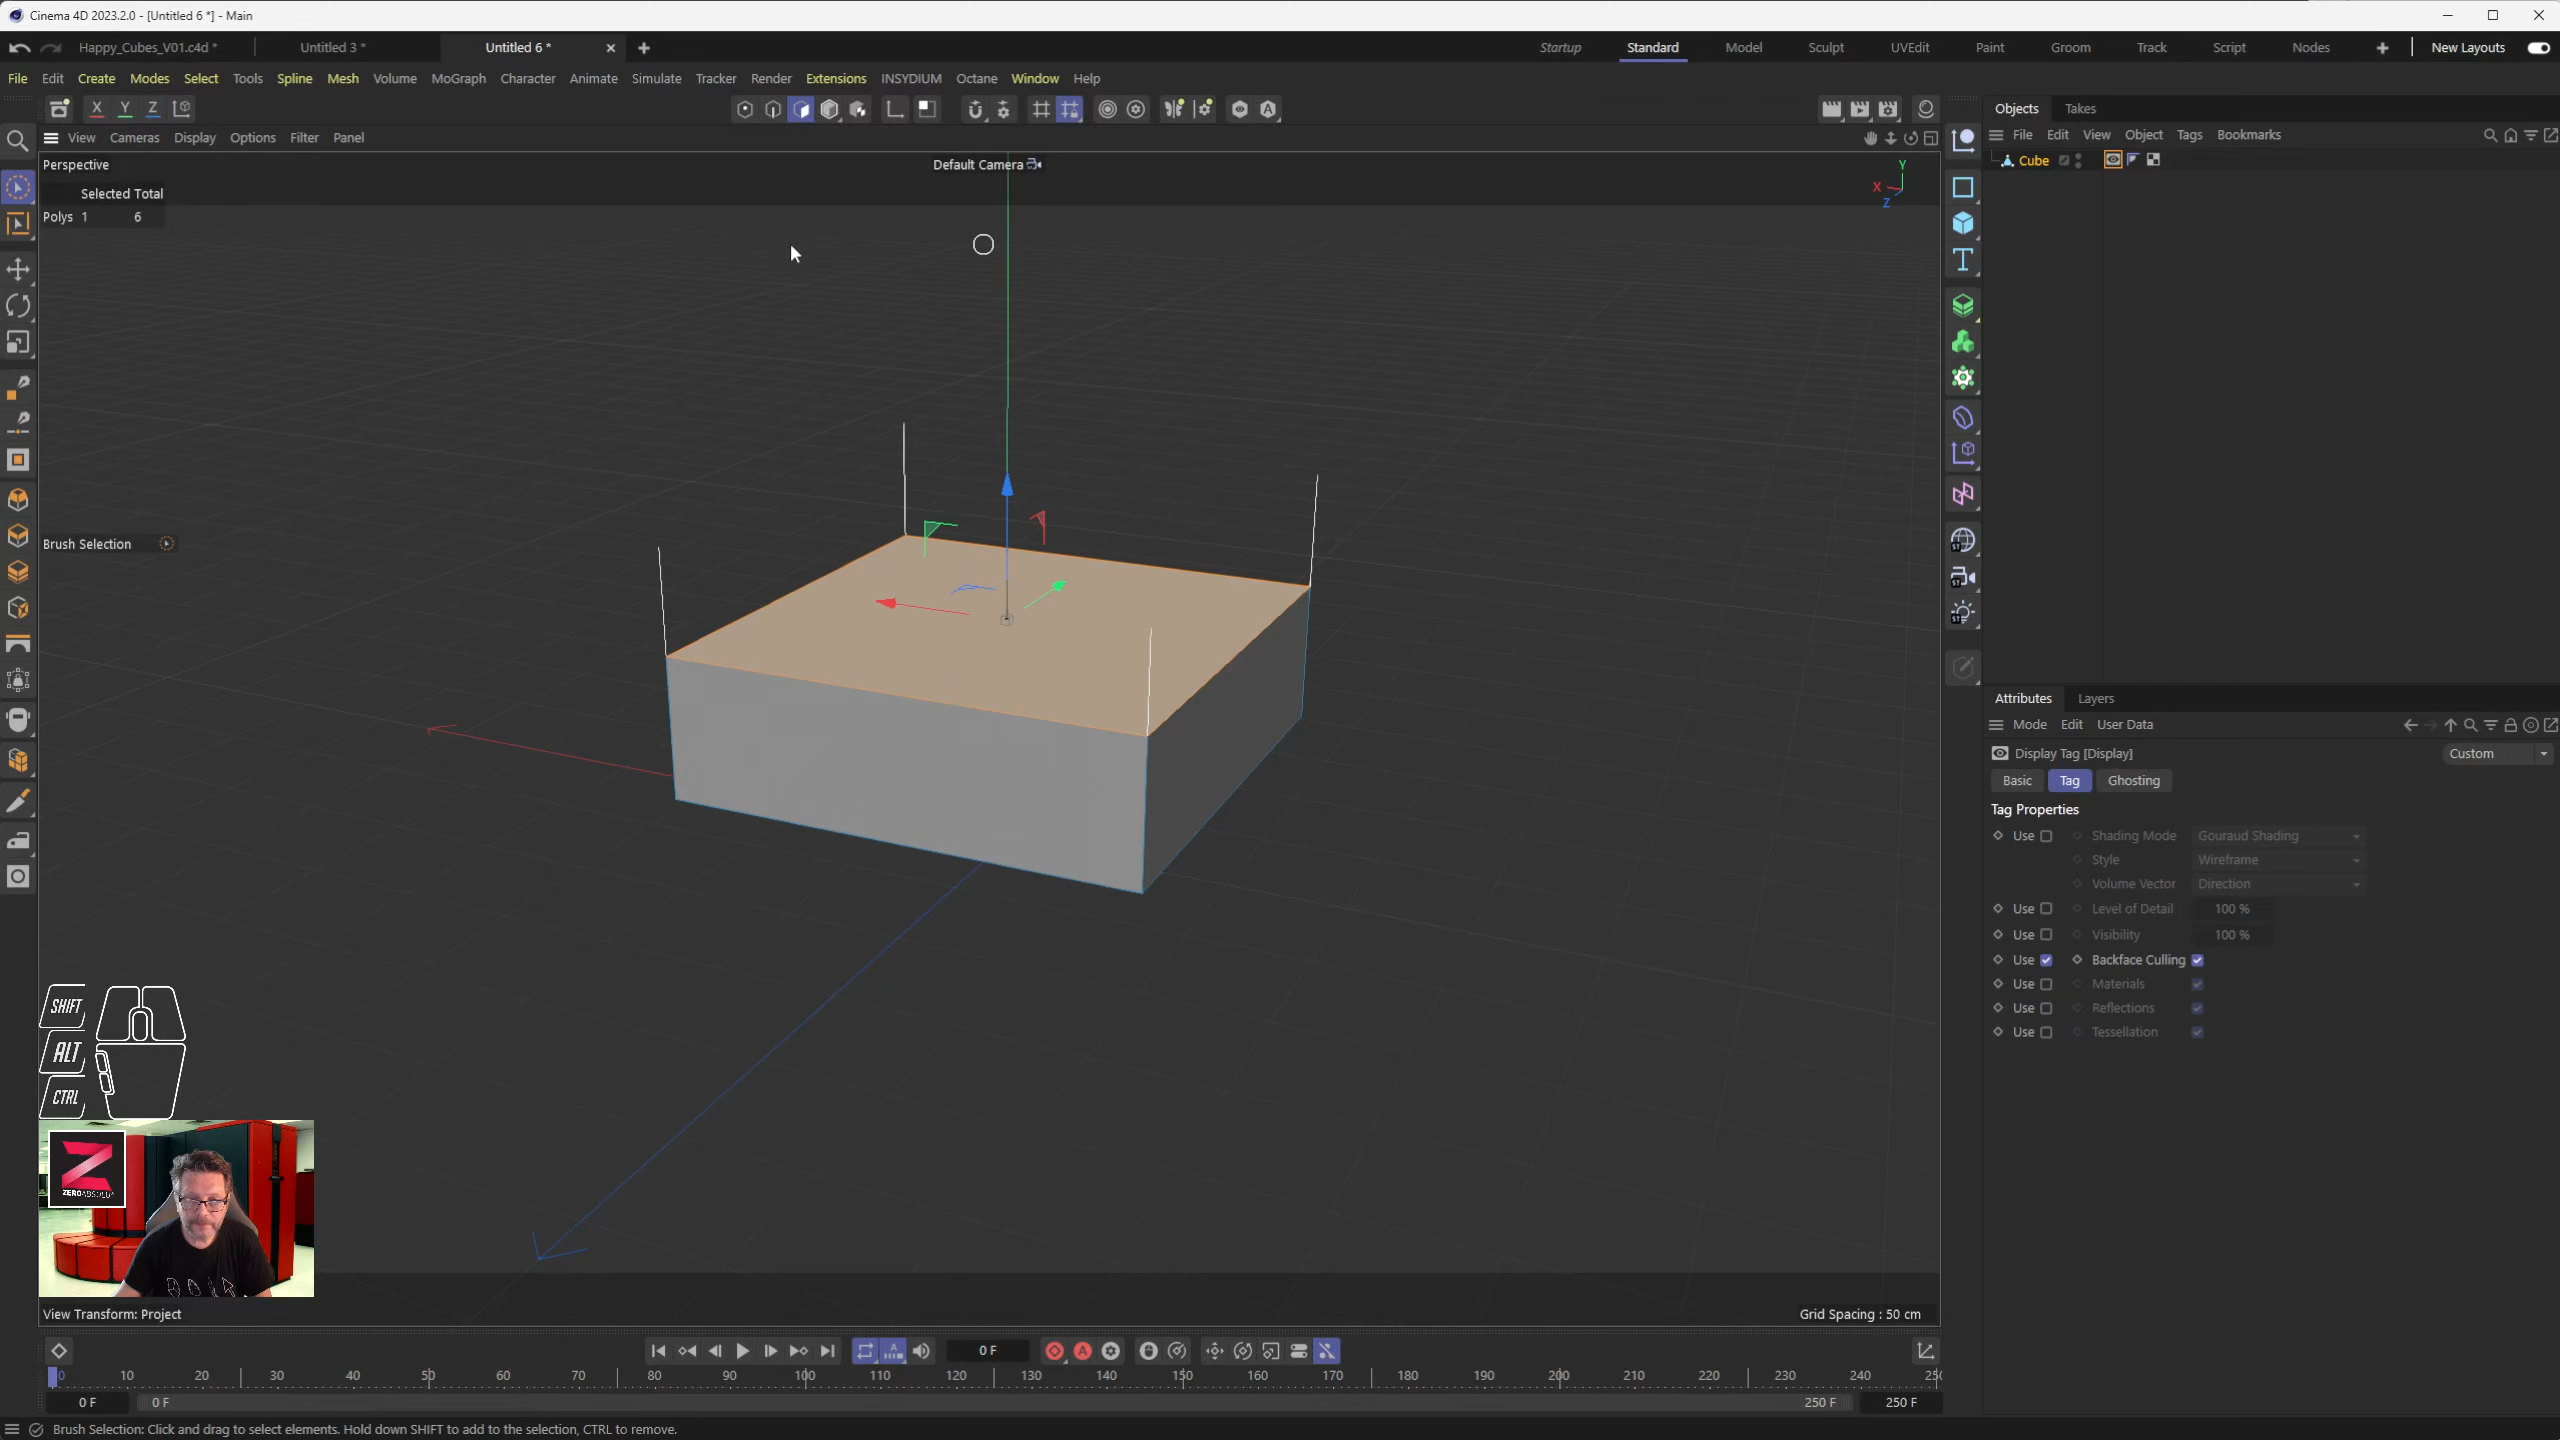 Cinema 4D 2023.2.0 - [Untitled 6 *] - Main
Happy_Cubes_V01.c4d *
Untitled 3 *
Untitled 6 *
Startup
Standard
Model
Sculpt
UVEdit
Paint
Groom
Track
Script
Nodes
New Layouts
File Edit Create Modes Select Tools Spline Mesh Volume MoGraph Character Animate Simulate Tracker Render Extensions INSYDIUM Octane Window Help
X Y Z
Objects Takes
View Cameras Display Options Filter Panel
File Edit View Object Tags Bookmarks
Perspective
Default Camera
Cube
Y
X
Z
Selected Total
Polys 1 6
Brush Selection
Attributes Layers
Mode Edit User Data
Display Tag [Display]
Custom
Basic Tag Ghosting
Tag Properties
Use Shading Mode Gouraud Shading
Style Wireframe
Volume Vector Direction
Use Level of Detail 100 %
Use Visibility 100 %
Use Backface Culling
Use Materials
Use Reflections
Use Tessellation
SHIFT
ALT
CTRL
ZEROABSOLU
View Transform: Project
Grid Spacing : 50 cm
0 F
0 10 20 30 40 50 60 70 80 90 100 110 120 130 140 150 160 170 180 190 200 210 220 230 240 250
0 F 0 F 250 F 250 F
Brush Selection: Click and drag to select elements. Hold down SHIFT to add to the selection, CTRL to remove.